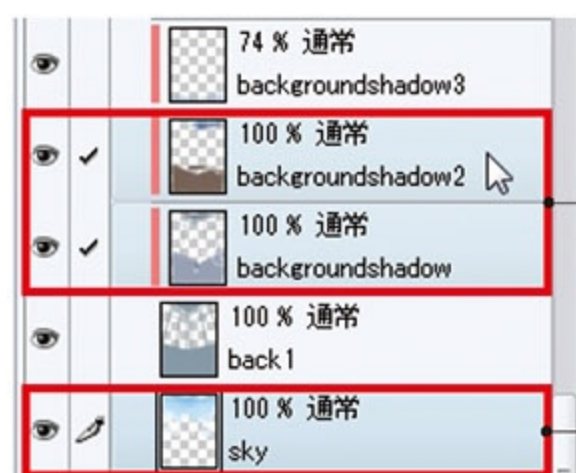 74 % 通常
backgroundshadow3
100 % 通常
backgroundshadow2
100 % 通常
backgroundshadow
100 % 通常
back1
100 % 通常
sky